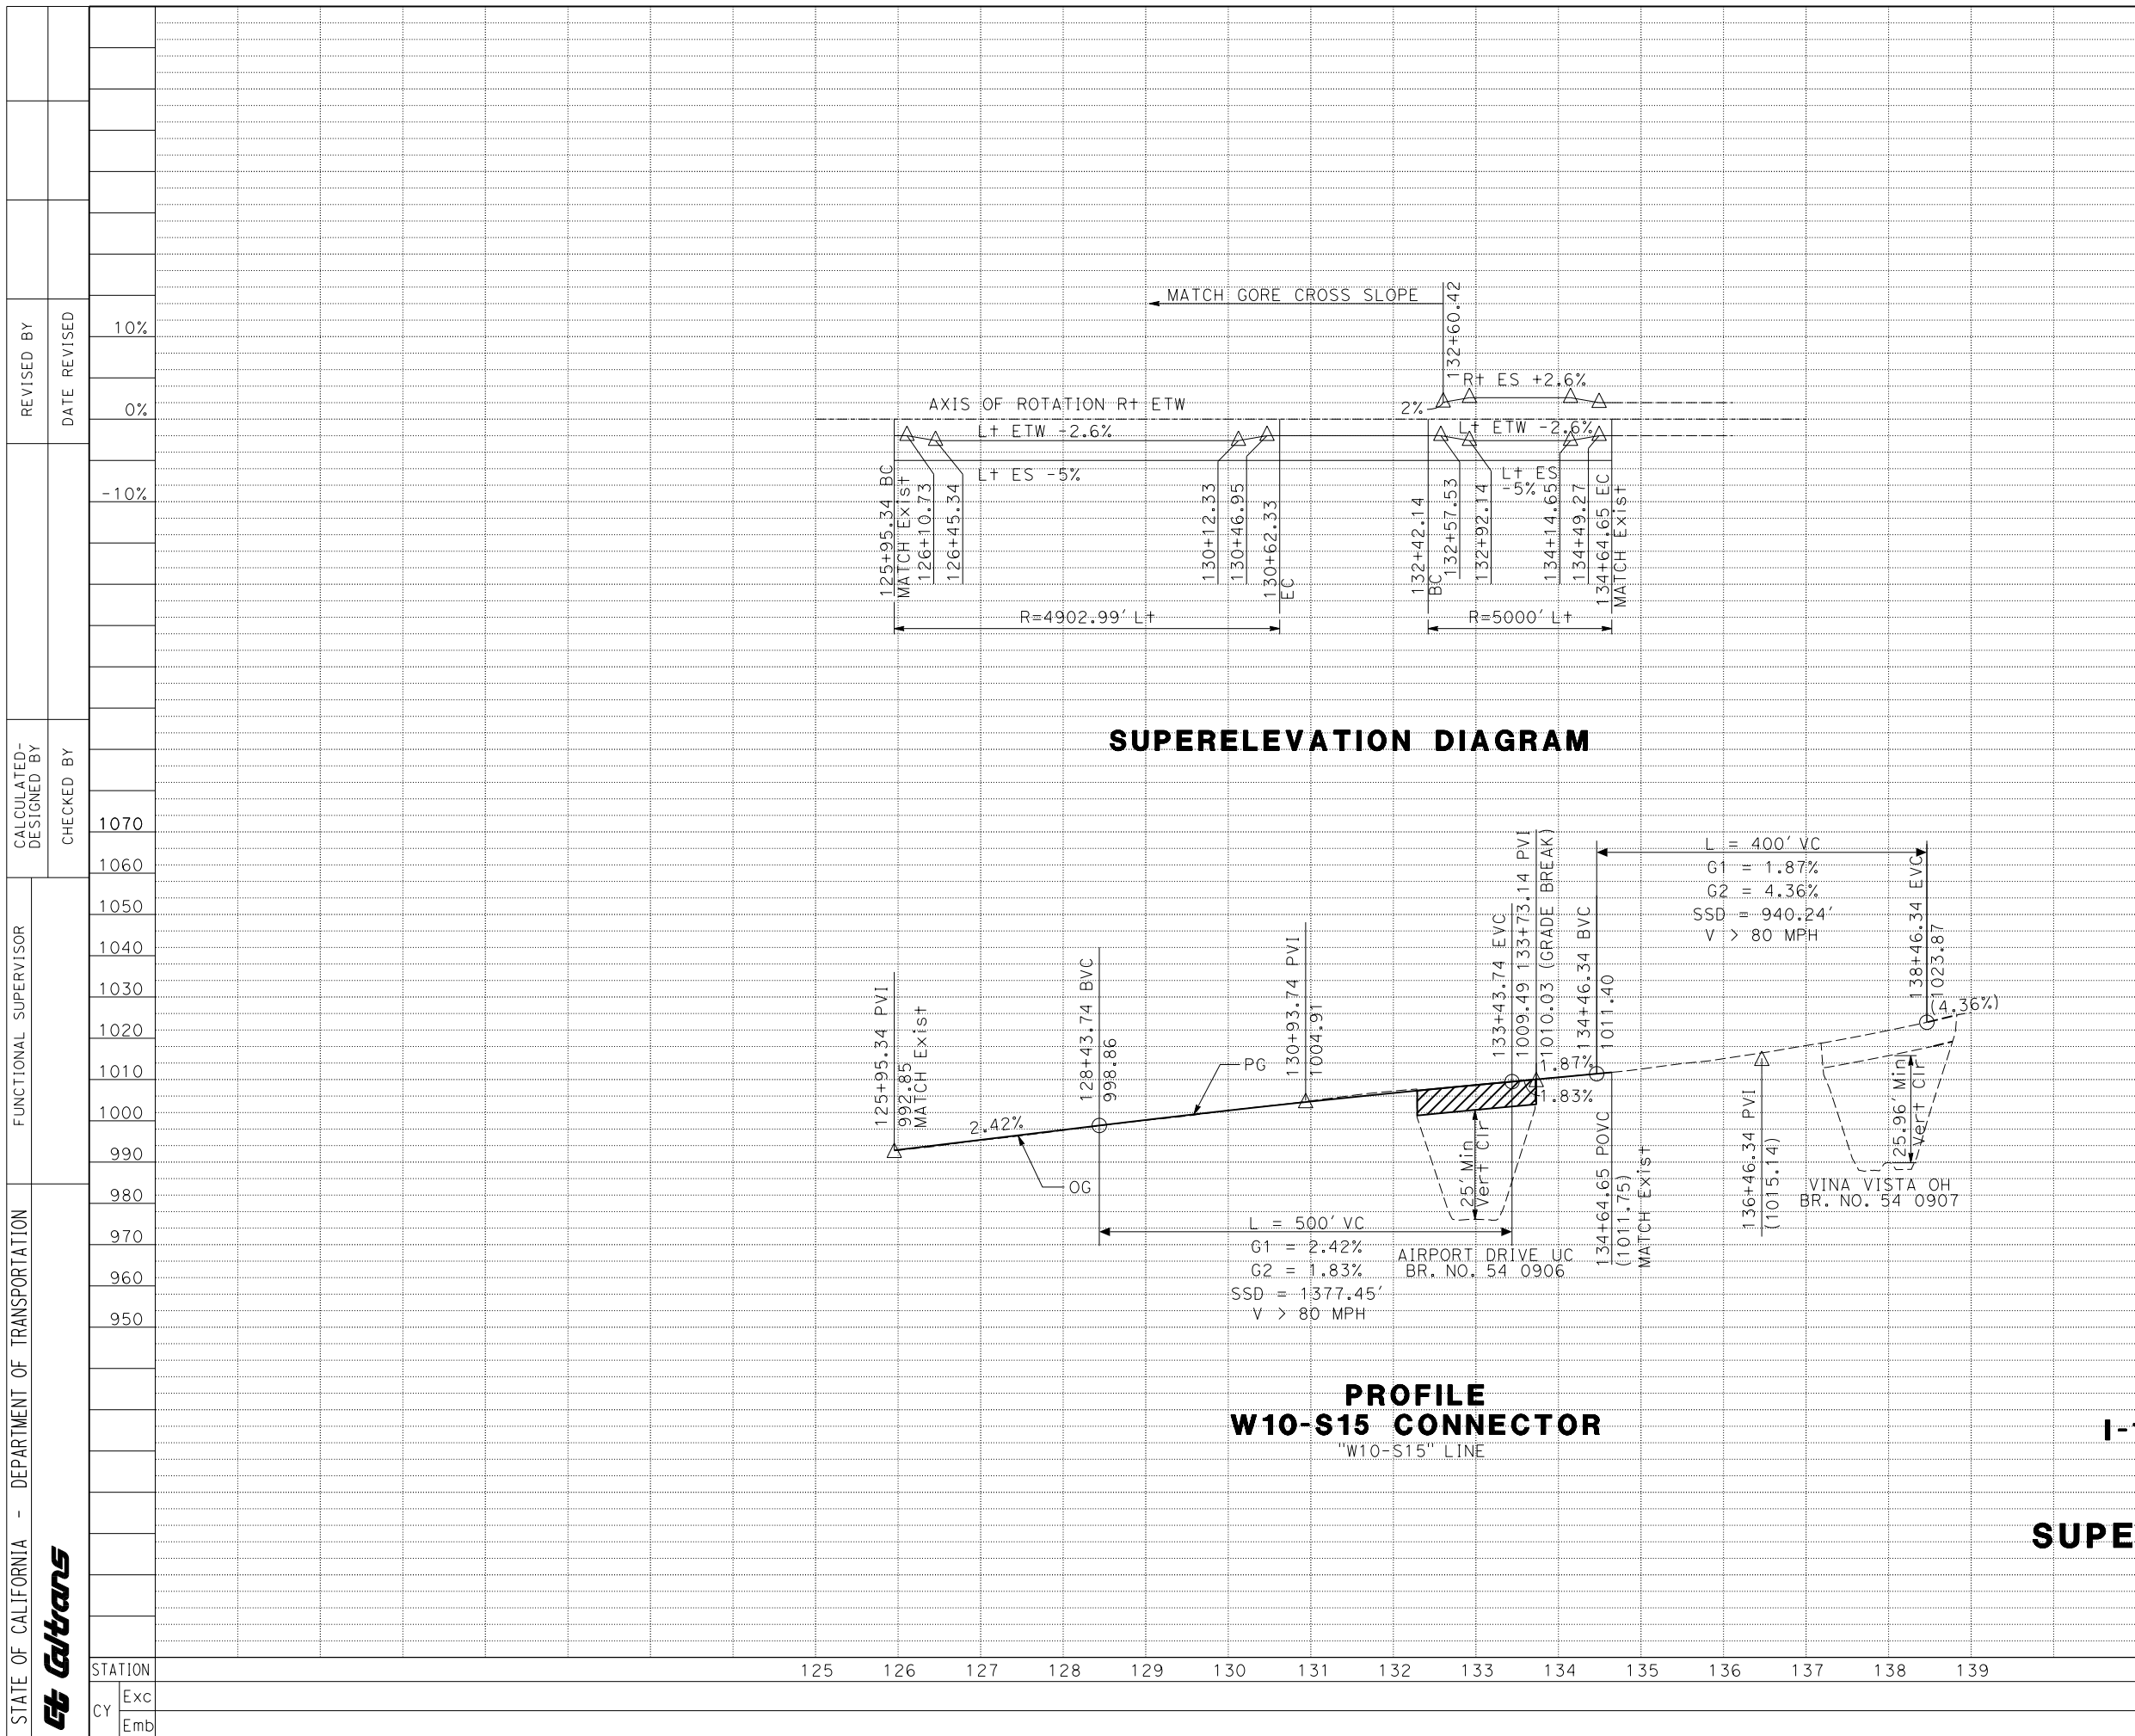 MATCH GORE CROSS SLOPE
132+60.42
Rt ES +2.6%
2%
AXIS OF ROTATION Rt ETW
Lt ETW -2.6%
Lt ETW -2.6%
Lt ES -5%
Lt ES
-5%
125+95.34 BC
MATCH Exist
126+10.73
126+45.34
130+12.33
130+46.95
130+62.33
EC
132+42.14
BC
132+57.53
132+92.14
134+14.65
134+49.27
134+64.65 EC
MATCH Exist
R=4902.99' Lt
R=5000' Lt
10%
0%
-10%
SUPERELEVATION DIAGRAM
1070
1060
1050
1040
1030
1020
1010
1000
990
980
970
960
950
125+95.34 PVI
992.85
MATCH Exist
2.42%
128+43.74 BVC
998.86
PG
OG
130+93.74 PVI
1004.91
133+43.74 EVC
1009.49
133+73.14 PVI
1010.03 (GRADE BREAK)
134+46.34 BVC
1011.40
1.87%
1.83%
L = 400' VC
G1 = 1.87%
G2 = 4.36%
SSD = 940.24'
V > 80 MPH
138+46.34 EVC
1023.87
(4.36%)
25' Min
Vert Clr
25.96' Min
Vert Clr
134+64.65 POVC
(1011.75)
MATCH Exist
136+46.34 PVI
(1015.14)
VINA VISTA OH
BR. NO. 54 0907
L = 500' VC
G1 = 2.42%
G2 = 1.83%
SSD = 1377.45'
V > 80 MPH
AIRPORT DRIVE UC
BR. NO. 54 0906
PROFILE
W10-S15 CONNECTOR
"W10-S15" LINE
I-1
SUPE
STATION
125 126 127 128 129 130 131 132 133 134 135 136 137 138 139
CY
Exc
Emb
REVISED BY
DATE REVISED
CALCULATED-
DESIGNED BY
CHECKED BY
FUNCTIONAL SUPERVISOR
STATE OF CALIFORNIA - DEPARTMENT OF TRANSPORTATION
Caltrans